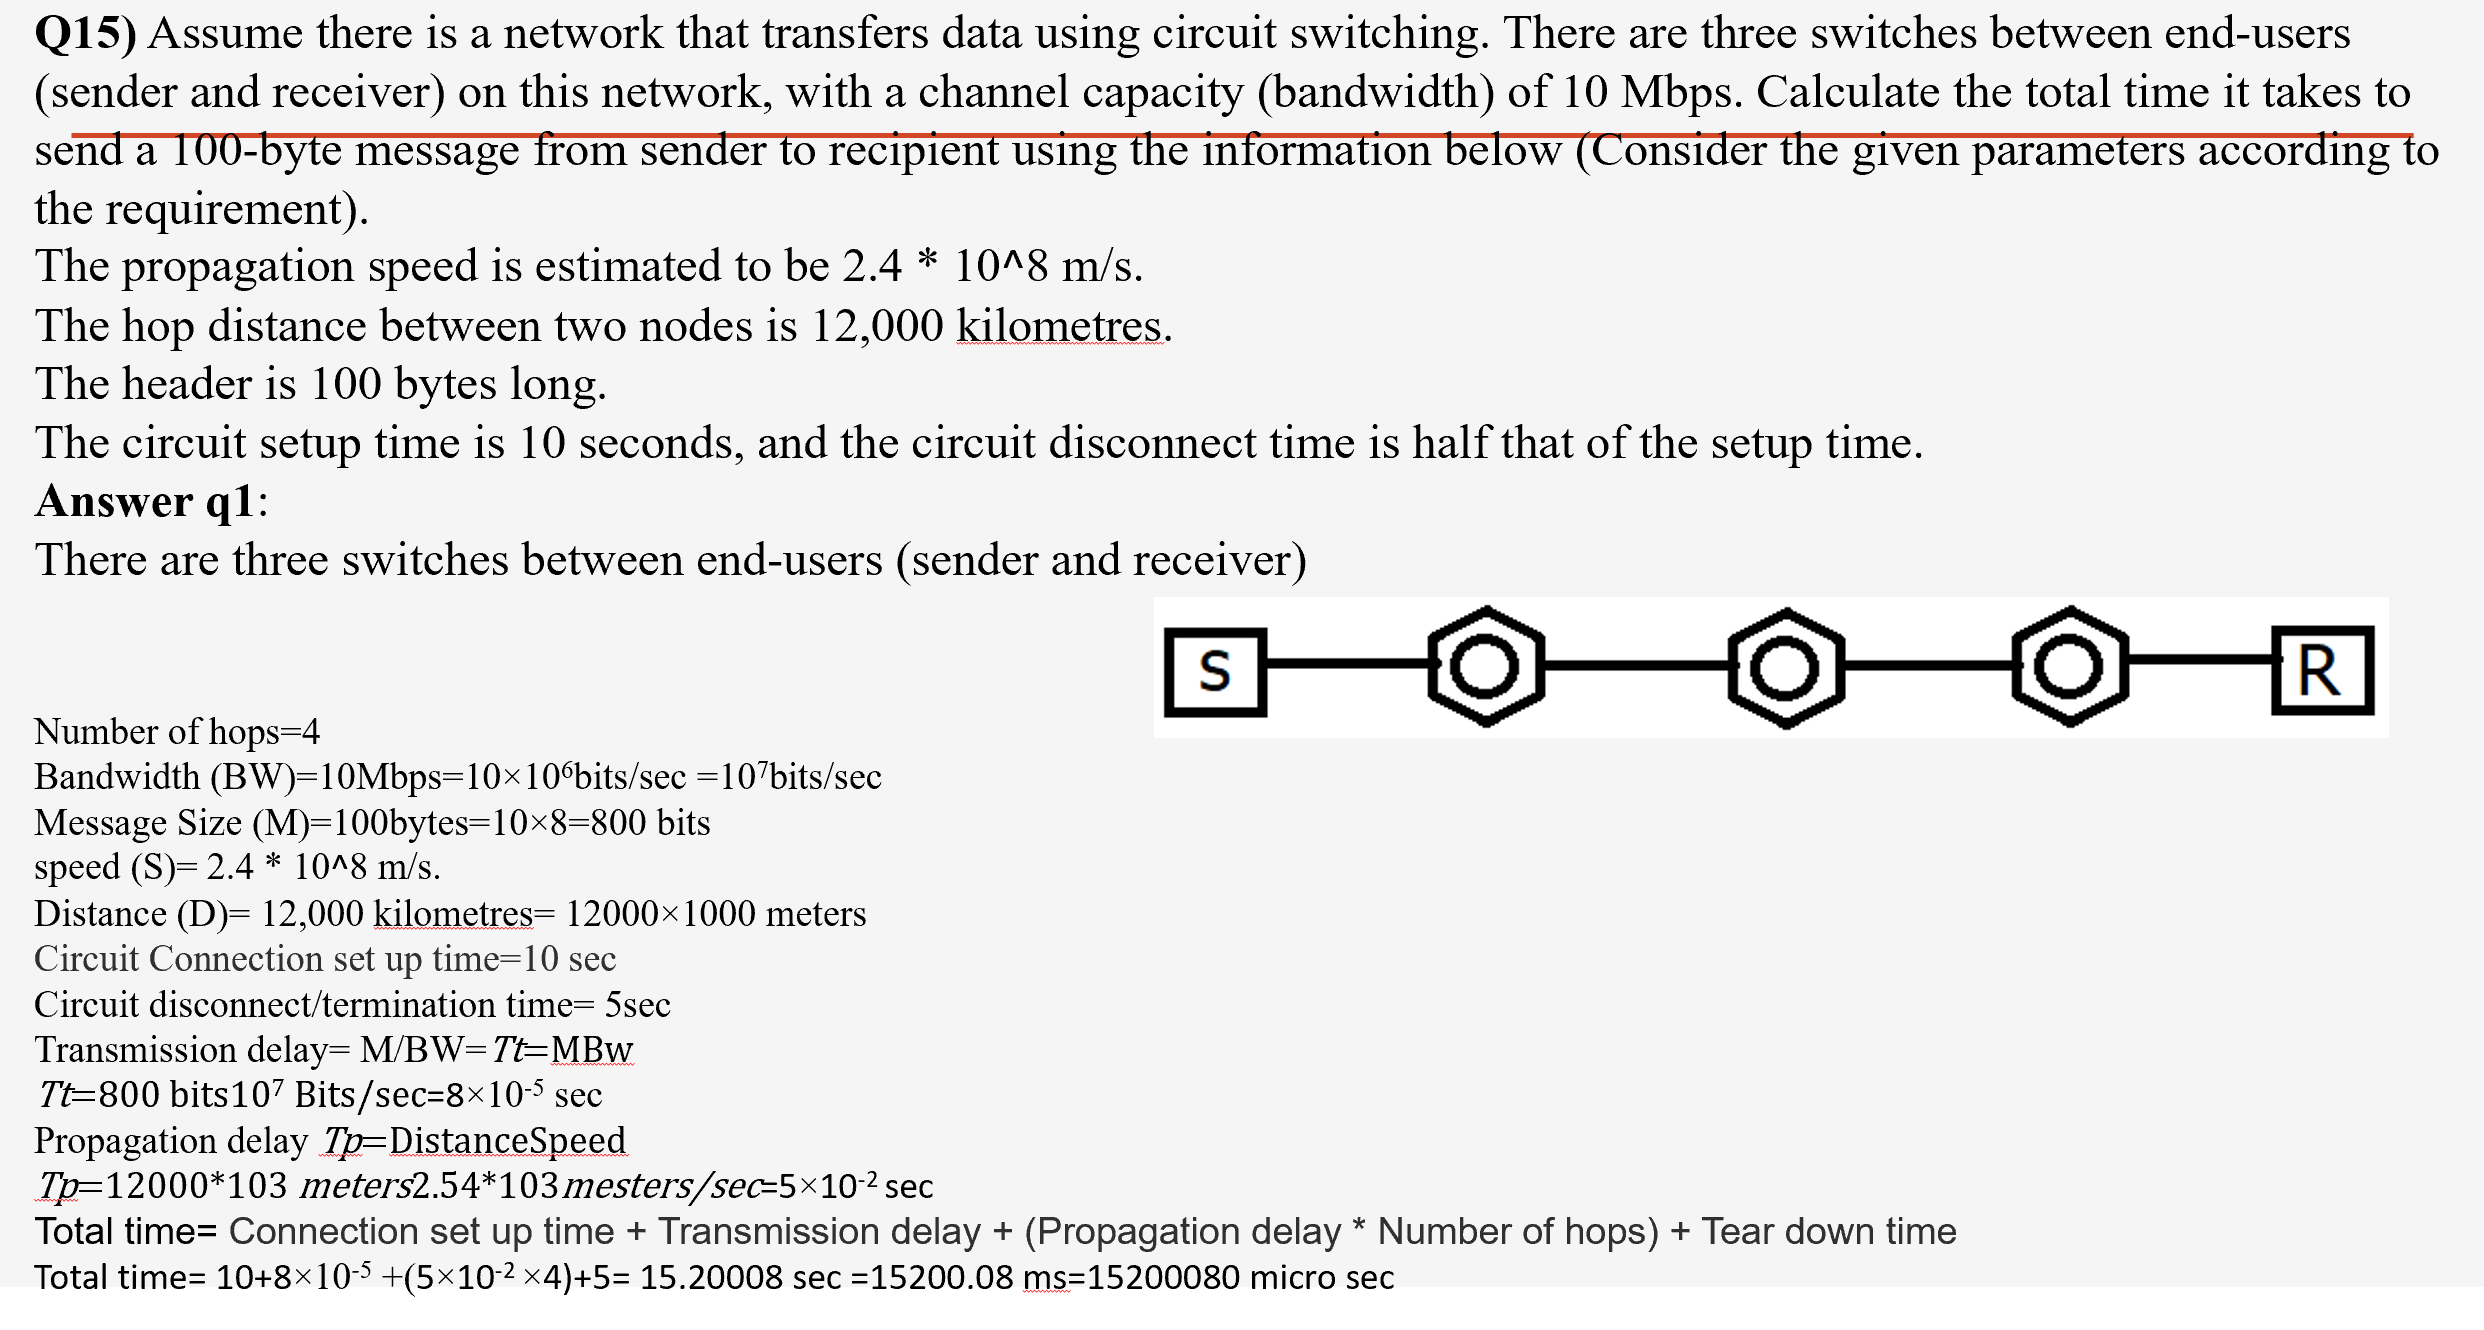 Q15) Assume there is a network that transfers data using circuit switching. There are three switches between end-users
(sender and receiver) on this network, with a channel capacity (bandwidth) of 10 Mbps. Calculate the total time it takes to
send a 100-byte message from sender to recipient using the information below (Consider the given parameters according to
the requirement).
The propagation speed is estimated to be 2.4 * 10^8 m/s.
The hop distance between two nodes is 12,000 kilometres.
The header is 100 bytes long.
The circuit setup time is 10 seconds, and the circuit disconnect time is half that of the setup time.
Answer q1:
There are three switches between end-users (sender and receiver)
S R
Number of hops=4
Bandwidth (BW)=10Mbps=10×10⁶bits/sec =10⁷bits/sec
Message Size (M)=100bytes=10×8=800 bits
speed (S)= 2.4 * 10^8 m/s.
Distance (D)= 12,000 kilometres= 12000×1000 meters
Circuit Connection set up time=10 sec
Circuit disconnect/termination time= 5sec
Transmission delay= M/BW=Tt=MBw
Tt=800 bits10⁷ Bits/sec=8×10⁻⁵ sec
Propagation delay Tp=DistanceSpeed
Tp=12000*103 meters2.54*103mesters/sec=5×10⁻² sec
Total time= Connection set up time + Transmission delay + (Propagation delay * Number of hops) + Tear down time
Total time= 10+8×10⁻⁵ +(5×10⁻² ×4)+5= 15.20008 sec =15200.08 ms=15200080 micro sec